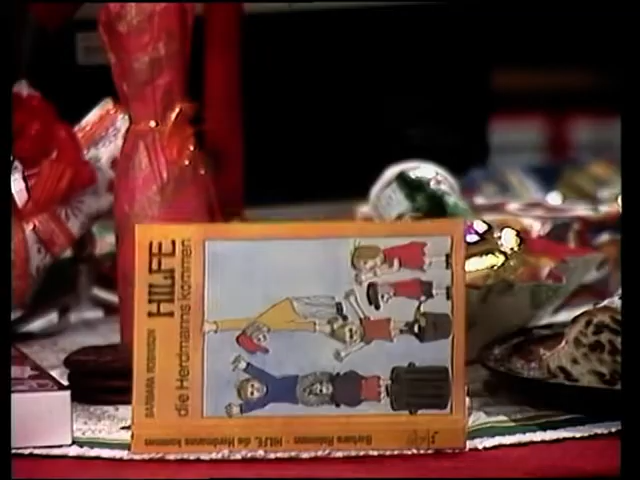 BARBARA ROBINSON
HILFE
die Herdmanns kommen
Barbara Robinson - HILFE, die Herdmanns kommen